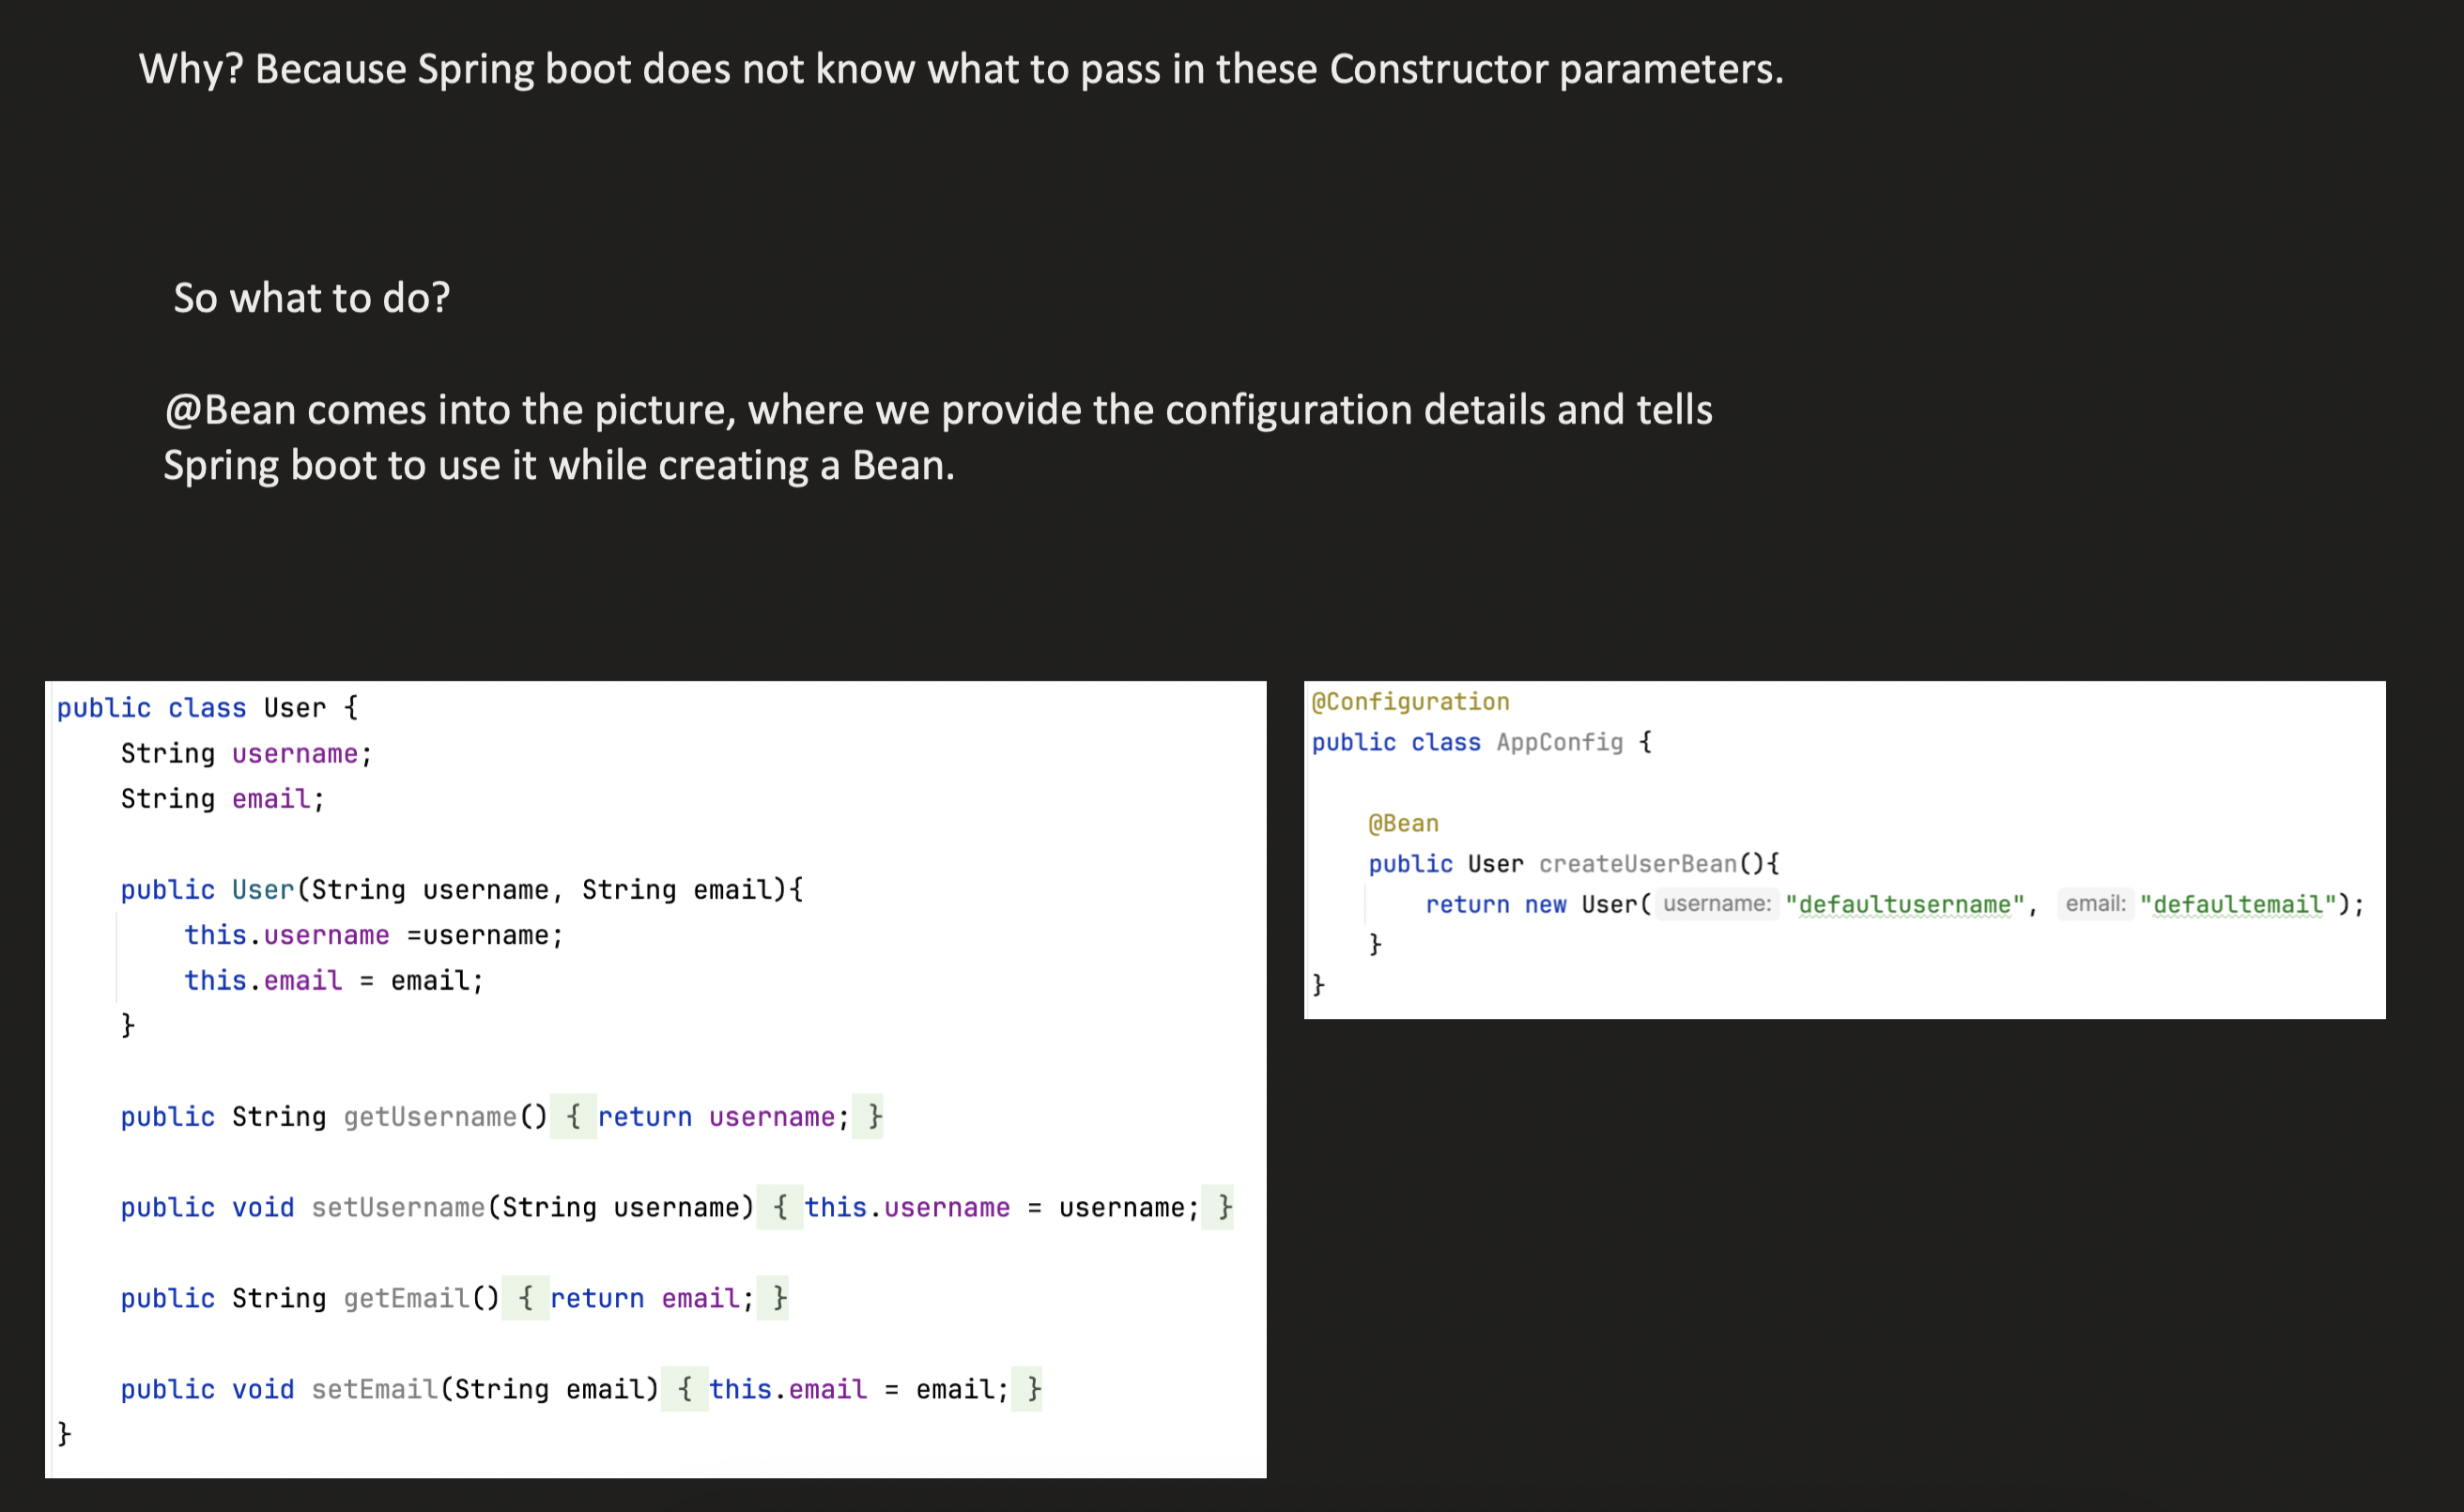 Why? Because Spring boot does not know what to pass in these Constructor parameters.
So what to do?
@Bean comes into the picture, where we provide the configuration details and tells
Spring boot to use it while creating a Bean.
public class User {
String username;
String email;
public User(String username, String email){
this.username =username;
this.email = email;
}
public String getUsername() { return username; }
public void setUsername(String username) { this.username = username; }
public String getEmail() { return email; }
public void setEmail(String email) { this.email = email; }
}
@Configuration
public class AppConfig {
@Bean
public User createUserBean(){
return new User( username: "defaultusername", email: "defaultemail");
}
}